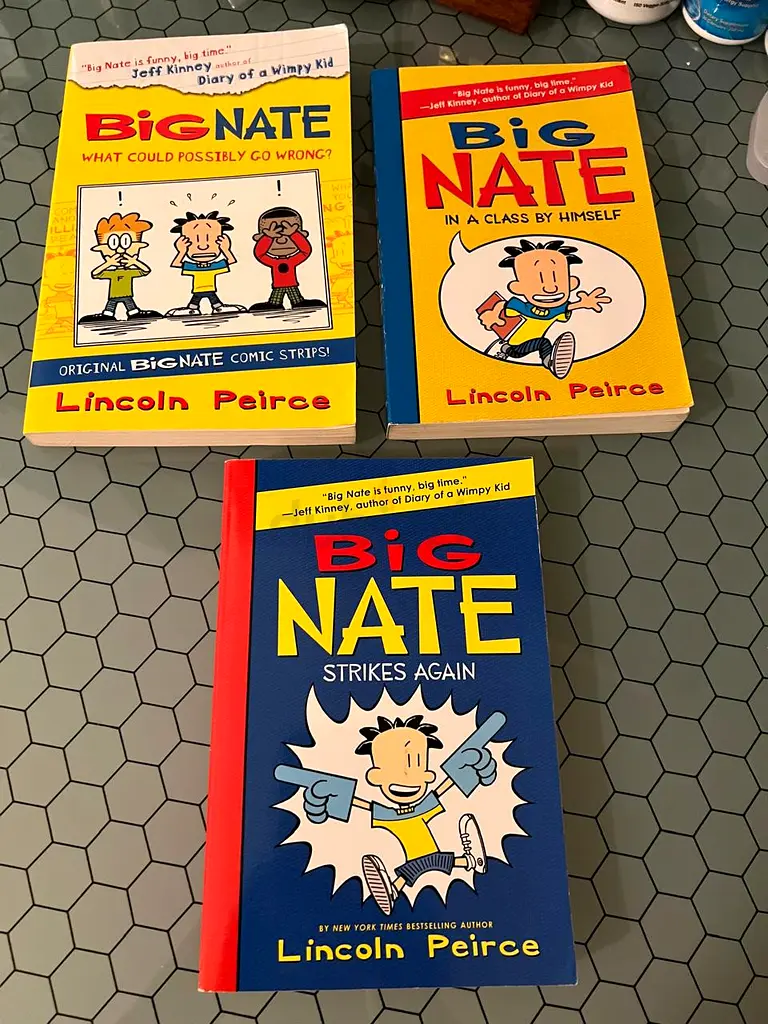 "Big Nate is funny, big time."
Jeff Kinney author of
Diary of a Wimpy Kid
BiG NATE
WHAT COULD POSSIBLY GO WRONG?
!
!
ORIGINAL BiG NATE COMIC STRIPS!
Lincoln Peirce
"Big Nate is funny, big time."
—Jeff Kinney, author of Diary of a Wimpy Kid
BiG
NATE
IN A CLASS BY HIMSELF
Lincoln Peirce
"Big Nate is funny, big time."
—Jeff Kinney, author of Diary of a Wimpy Kid
BiG
NATE
STRIKES AGAIN
BY NEW YORK TIMES BESTSELLING AUTHOR
Lincoln Peirce
Dietary Supplement